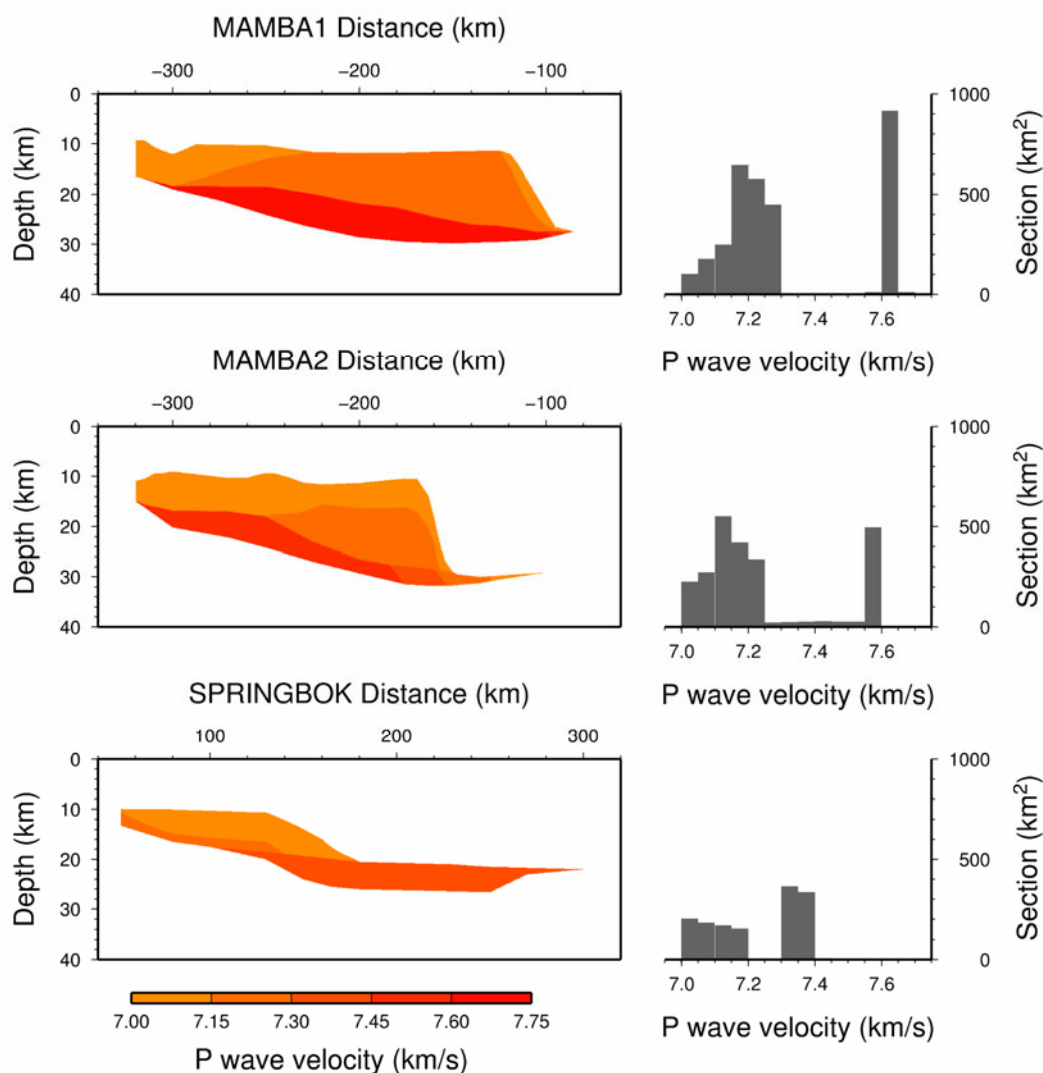 MAMBA1 Distance (km)
−300 −200 −100
0
10
20
30
40
Depth (km)
1000
500
0
Section (km²)
7.0 7.2 7.4 7.6
P wave velocity (km/s)
MAMBA2 Distance (km)
−300 −200 −100
0
10
20
30
40
Depth (km)
1000
500
0
Section (km²)
7.0 7.2 7.4 7.6
P wave velocity (km/s)
SPRINGBOK Distance (km)
100 200 300
0
10
20
30
40
Depth (km)
1000
500
0
Section (km²)
7.0 7.2 7.4 7.6
P wave velocity (km/s)
7.00 7.15 7.30 7.45 7.60 7.75
P wave velocity (km/s)